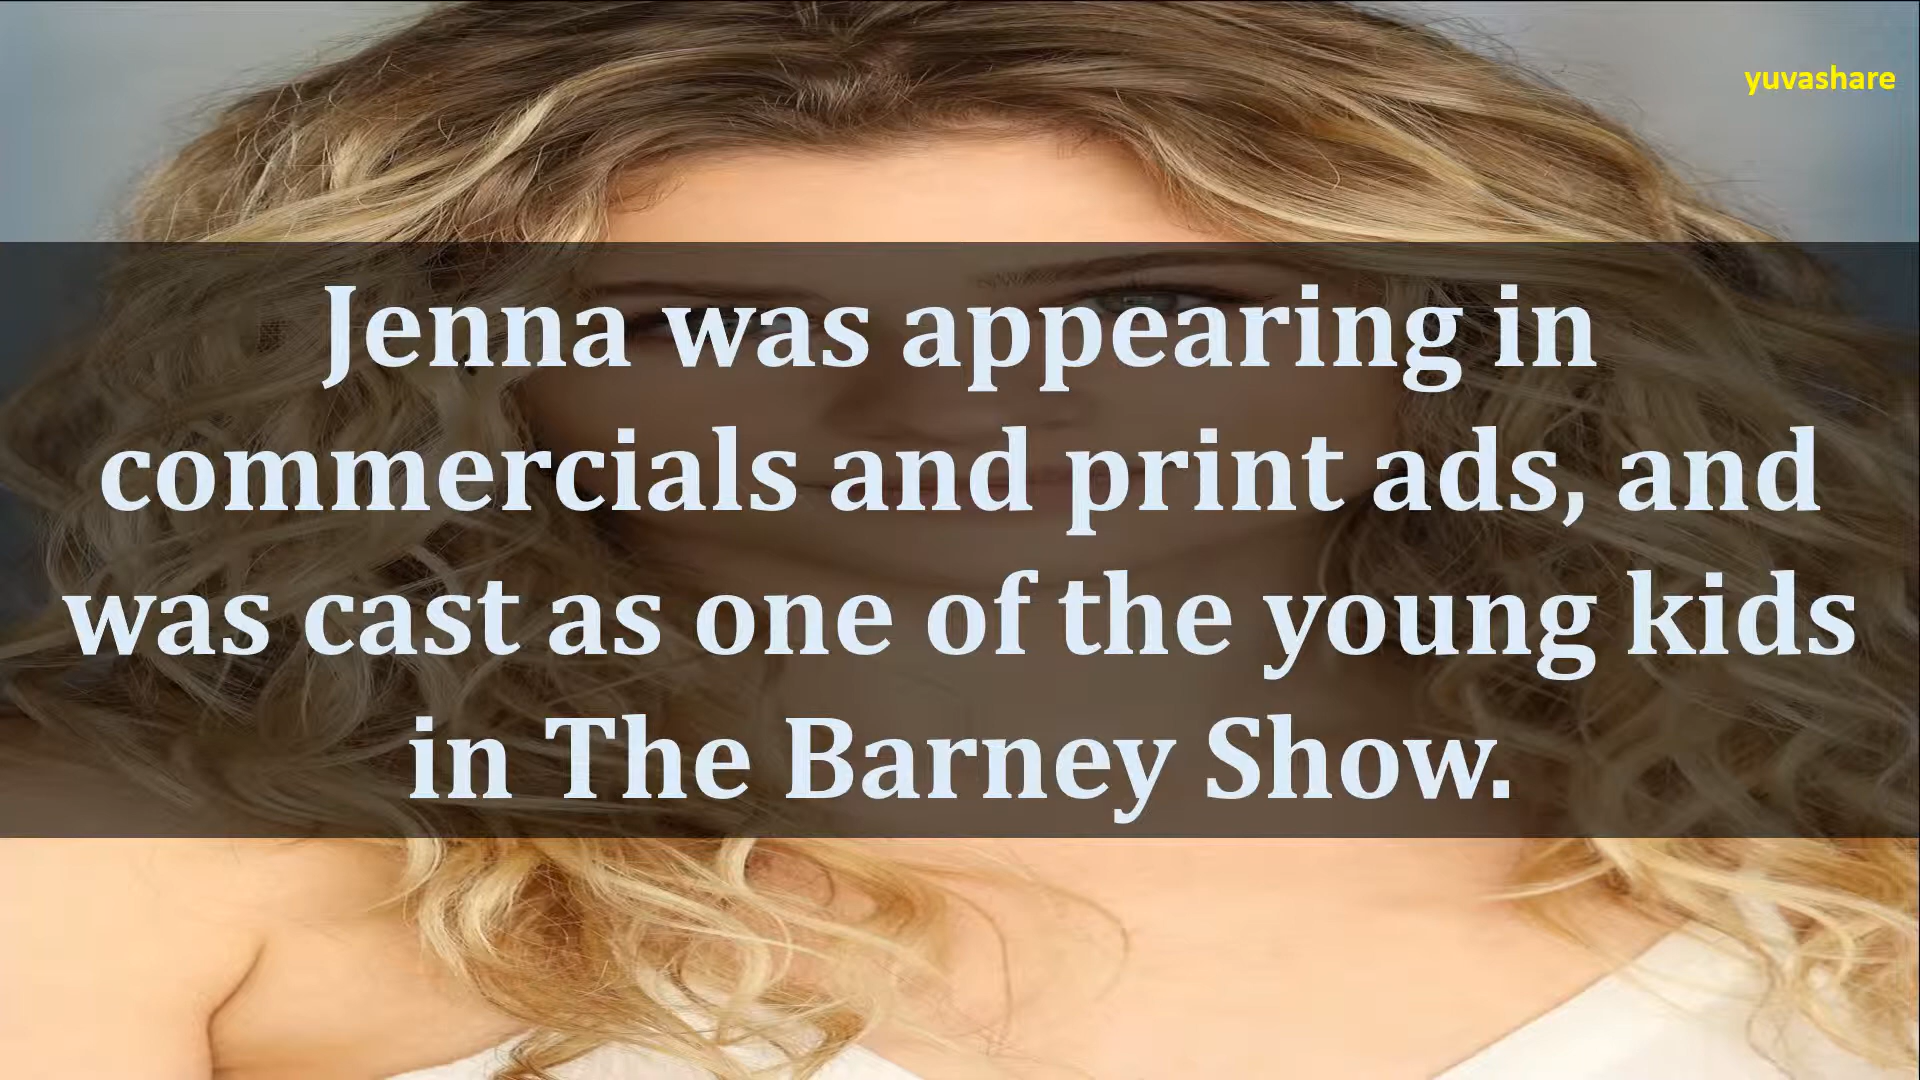 yuvashare
Jenna was appearing in
commercials and print ads, and
was cast as one of the young kids
in The Barney Show.